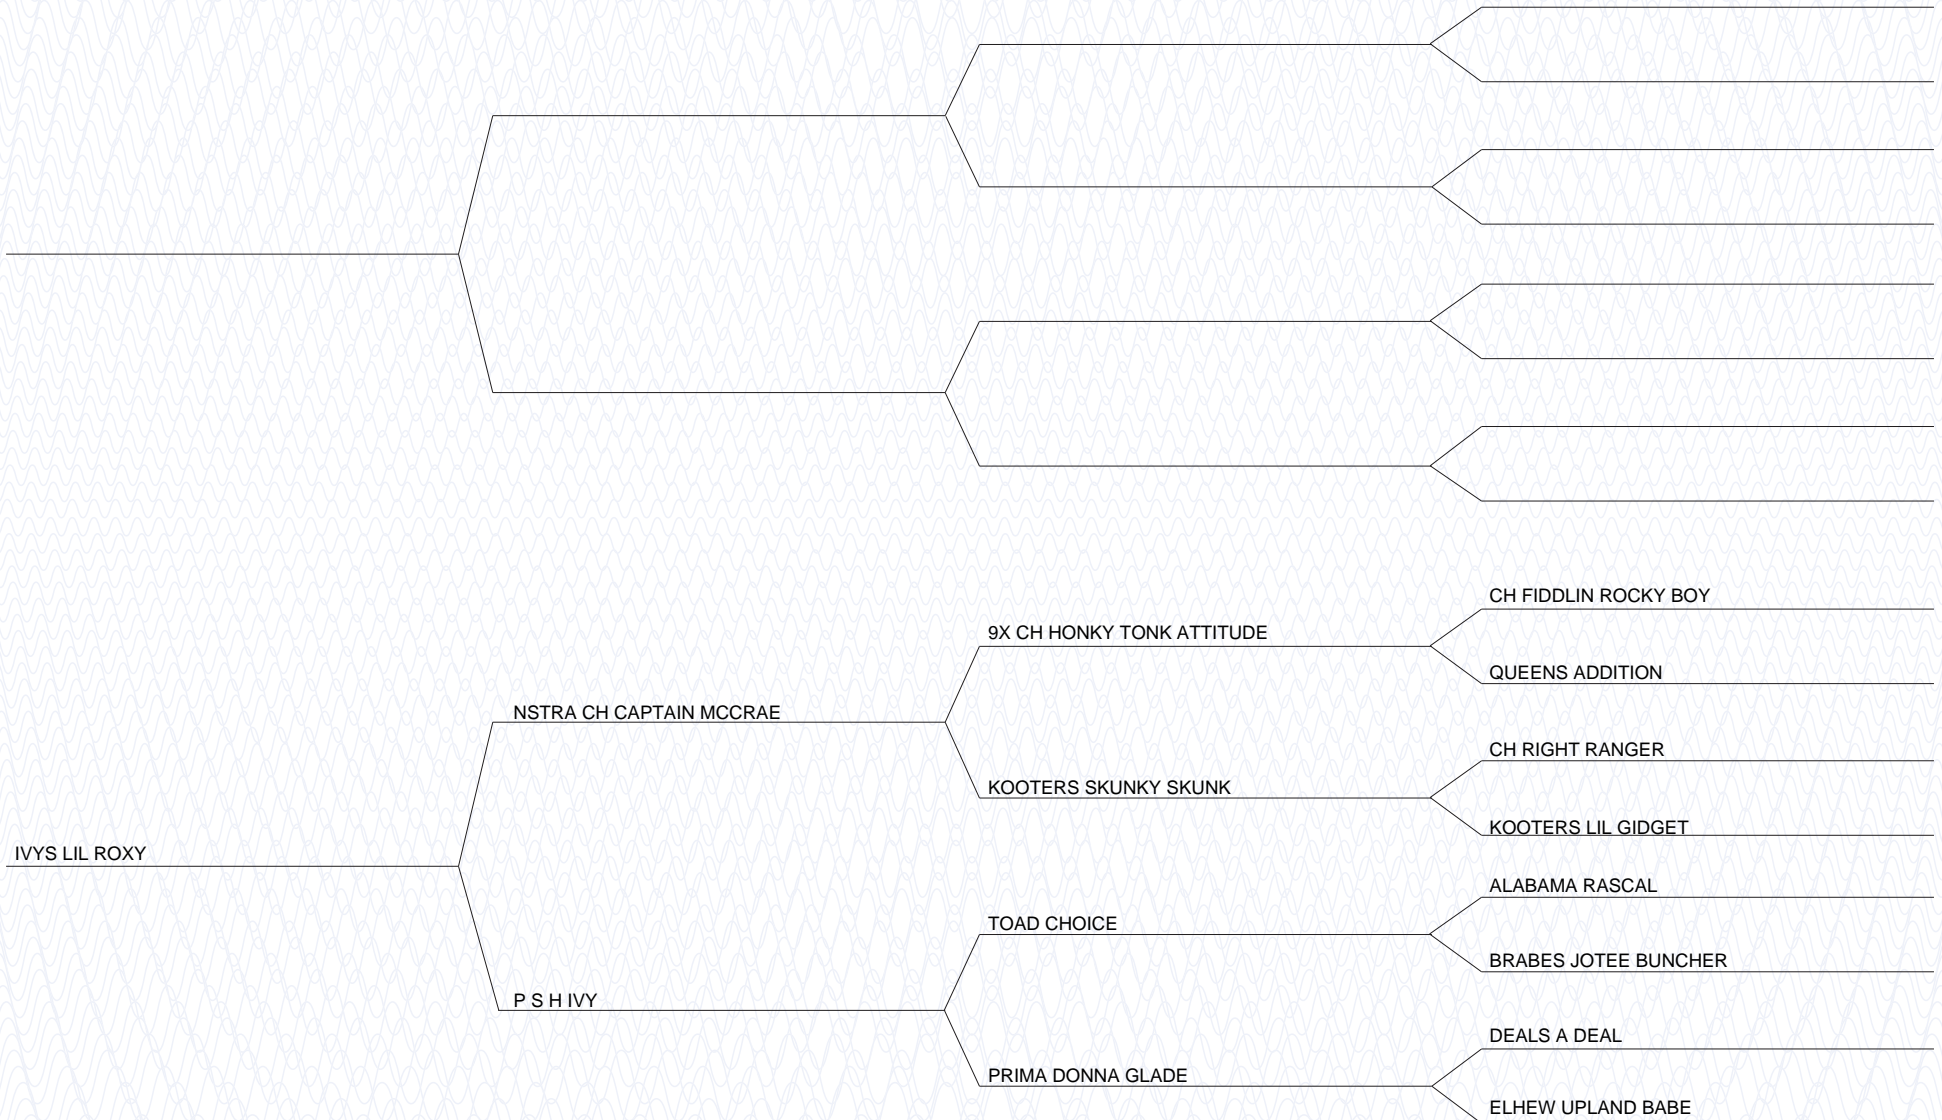 CH FIDDLIN ROCKY BOY
9X CH HONKY TONK ATTITUDE
QUEENS ADDITION
NSTRA CH CAPTAIN MCCRAE
CH RIGHT RANGER
KOOTERS SKUNKY SKUNK
KOOTERS LIL GIDGET
IVYS LIL ROXY
ALABAMA RASCAL
TOAD CHOICE
BRABES JOTEE BUNCHER
P S H IVY
DEALS A DEAL
PRIMA DONNA GLADE
ELHEW UPLAND BABE